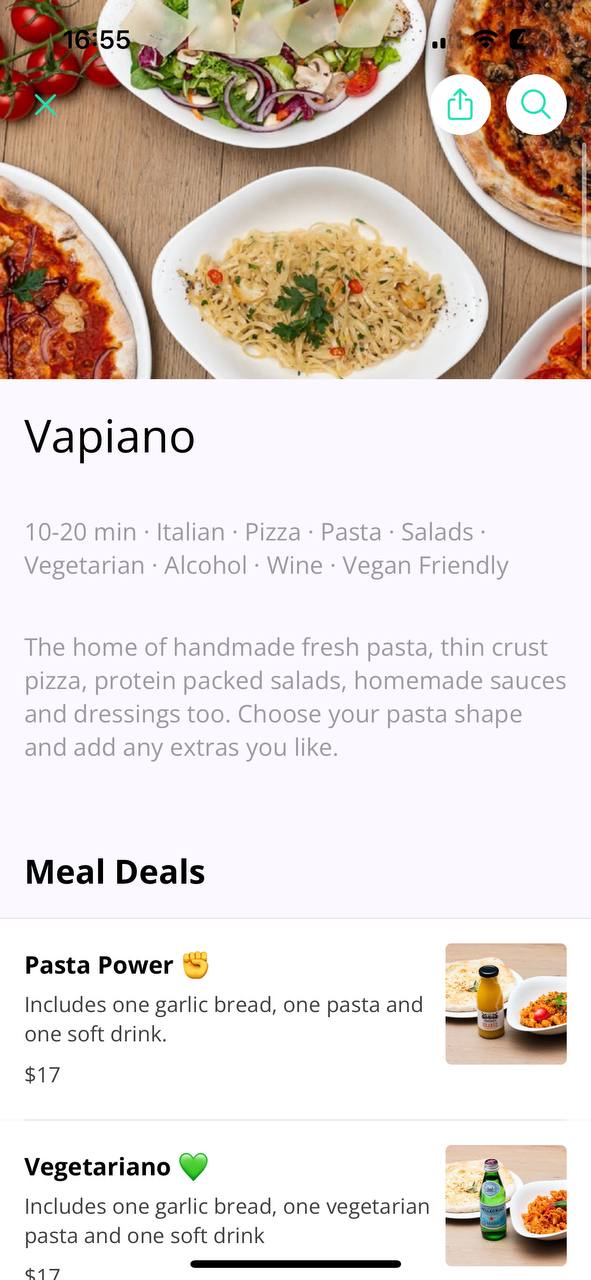 16:55
Vapiano
10-20 min · Italian · Pizza · Pasta · Salads ·
Vegetarian · Alcohol · Wine · Vegan Friendly
The home of handmade fresh pasta, thin crust
pizza, protein packed salads, homemade sauces
and dressings too. Choose your pasta shape
and add any extras you like.
Meal Deals
Pasta Power ✊
Includes one garlic bread, one pasta and
one soft drink.
$17
Vegetariano 💚
Includes one garlic bread, one vegetarian
pasta and one soft drink
$17